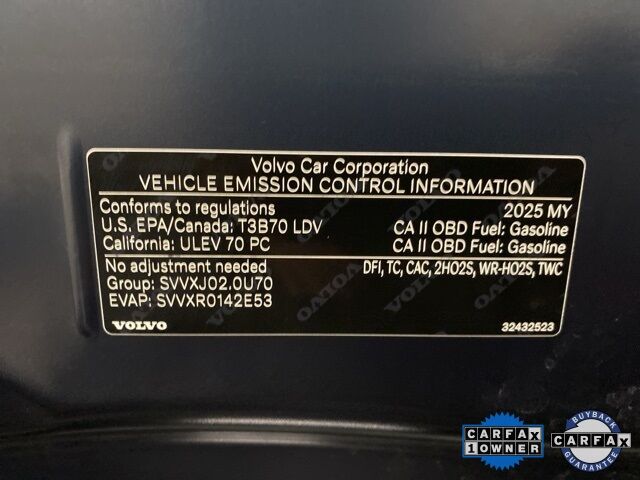 Volvo Car Corporation
VEHICLE EMISSION CONTROL INFORMATION
Conforms to regulations 2025 MY
U.S. EPA/Canada: T3B70 LDV CA II OBD Fuel: Gasoline
California: ULEV 70 PC CA II OBD Fuel: Gasoline
No adjustment needed DFI, TC, CAC, 2HO2S, WR-HO2S, TWC
Group: SVVXJ02.0U70
EVAP: SVVXR0142E53
VOLVO 32432523
CARFAX
1 OWNER
BUYBACK
CARFAX
GUARANTEE